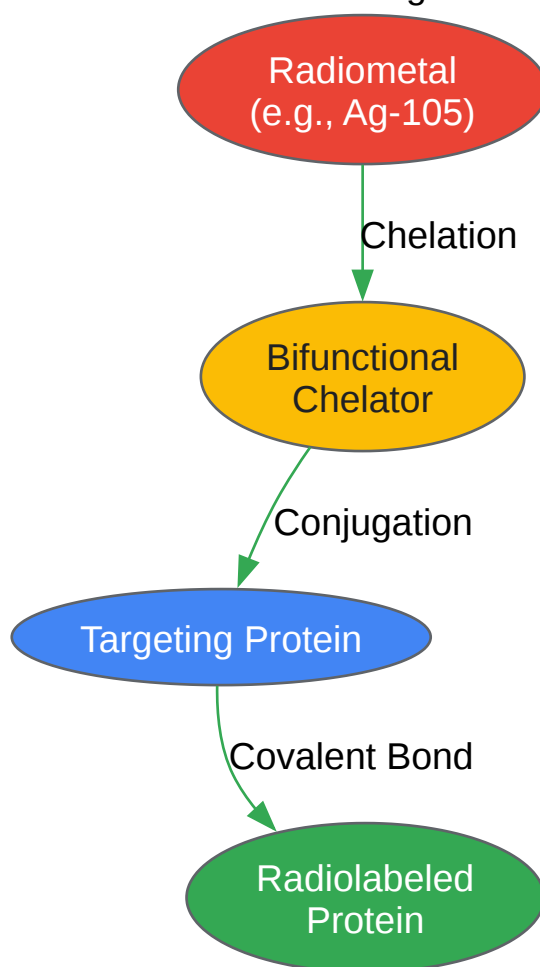 Radiometal
(e.g., Ag-105)
Chelation
Bifunctional
Chelator
Conjugation
Targeting Protein
Covalent Bond
Radiolabeled
Protein